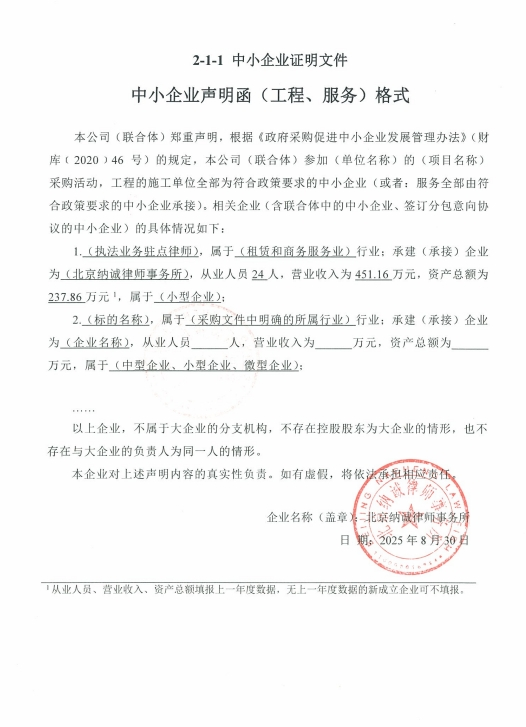 2-1-1 中小企业证明文件
中小企业声明函（工程、服务）格式
本公司（联合体）郑重声明，根据《政府采购促进中小企业发展管理办法》（财
库﹝2020﹞46 号）的规定，本公司（联合体）参加（单位名称）的（项目名称）
采购活动，工程的施工单位全部为符合政策要求的中小企业（或者：服务全部由符
合政策要求的中小企业承接）。相关企业（含联合体中的中小企业、签订分包意向协
议的中小企业）的具体情况如下：
1.（执法业务驻点律师），属于（租赁和商务服务业）行业；承建（承接）企业
为（北京纳诚律师事务所），从业人员 24 人，营业收入为 451.16 万元，资产总额为
237.86 万元¹，属于（小型企业）；
2.（标的名称），属于（采购文件中明确的所属行业）行业；承建（承接）企业
为（企业名称），从业人员______人，营业收入为______万元，资产总额为______
万元，属于（中型企业、小型企业、微型企业）；
……
以上企业，不属于大企业的分支机构，不存在控股股东为大企业的情形，也不
存在与大企业的负责人为同一人的情形。
本企业对上述声明内容的真实性负责。如有虚假，将依法承担相应责任。
企业名称（盖章）：北京纳诚律师事务所
日 期：2025 年 8 月 30 日
北京纳诚律师事务所
¹从业人员、营业收入、资产总额填报上一年度数据，无上一年度数据的新成立企业可不填报。